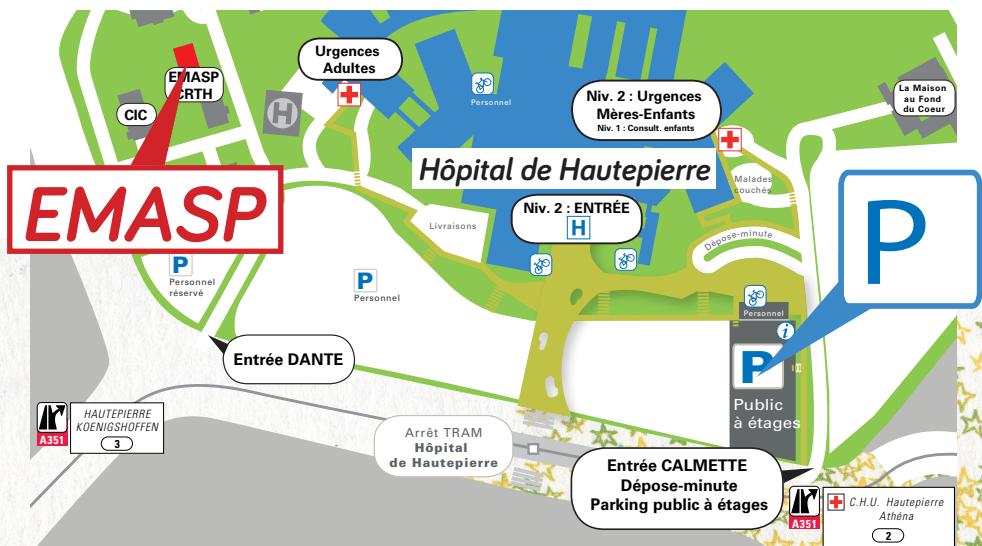 Urgences
Adultes
EMASP
CRTH
CIC
H
Personnel
Niv. 2 : Urgences
Mères-Enfants
Niv. 1 : Consult. enfants
La Maison
au Fond
du Coeur
Hôpital de Hautepierre
Malades
couchés
EMASP
Niv. 2 : ENTRÉE
H
Livraisons
Dépose-minute
P
P
Personnel
réservé
P
Personnel
Personnel
i
P
Public
à étages
Entrée DANTE
A351
HAUTEPIERRE
KOENIGSHOFFEN
3
Arrêt TRAM
Hôpital
de Hautepierre
Entrée CALMETTE
Dépose-minute
Parking public à étages
A351
C.H.U. Hautepierre
Athéna
2